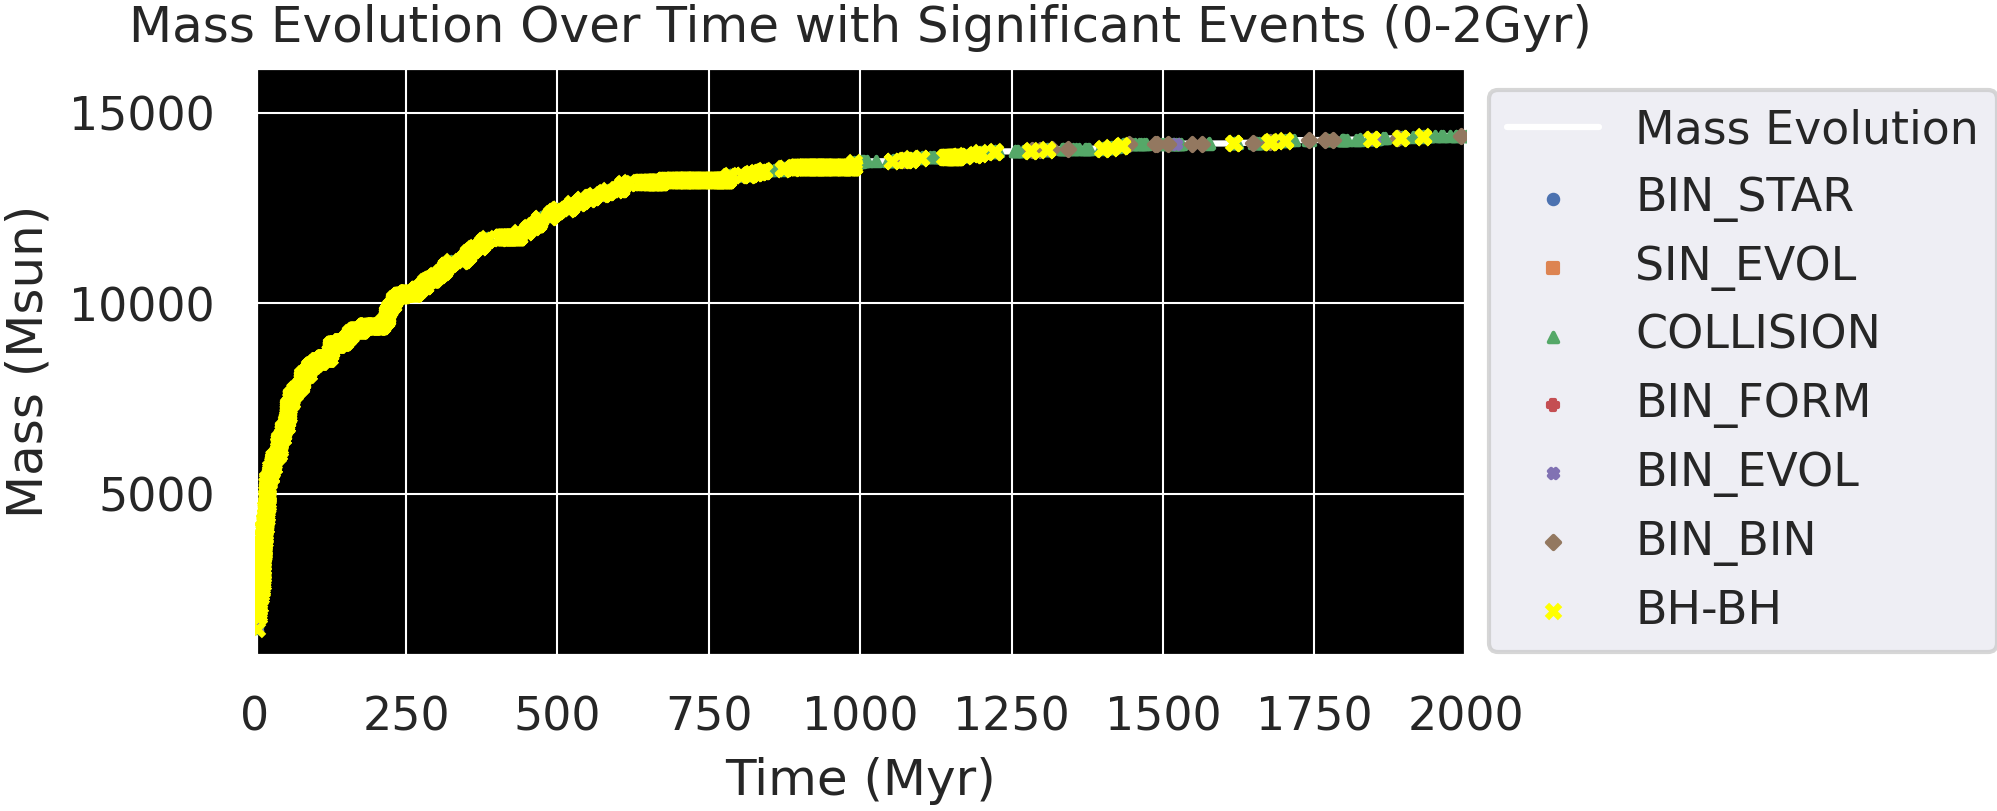 Mass Evolution Over Time with Significant Events (0-2Gyr)
Mass (Msun)
15000
10000
5000
0 250 500 750 1000 1250 1500 1750 2000
Time (Myr)
Mass Evolution
BIN_STAR
SIN_EVOL
COLLISION
BIN_FORM
BIN_EVOL
BIN_BIN
BH-BH